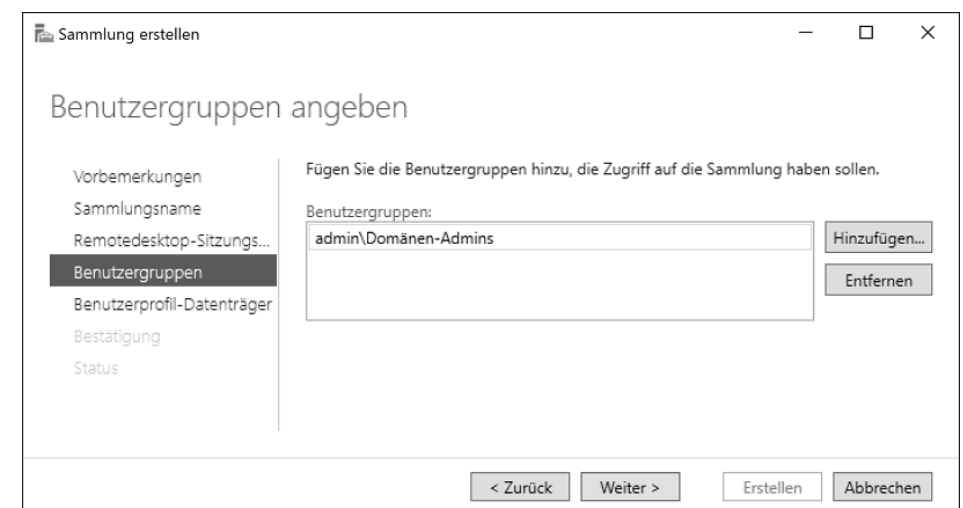 Sammlung erstellen
Benutzergruppen angeben
Vorbemerkungen
Sammlungsname
Remotedesktop-Sitzungs...
Benutzergruppen
Benutzerprofil-Datenträger
Bestätigung
Status
Fügen Sie die Benutzergruppen hinzu, die Zugriff auf die Sammlung haben sollen.
Benutzergruppen:
admin\Domänen-Admins
Hinzufügen...
Entfernen
< Zurück
Weiter >
Erstellen
Abbrechen